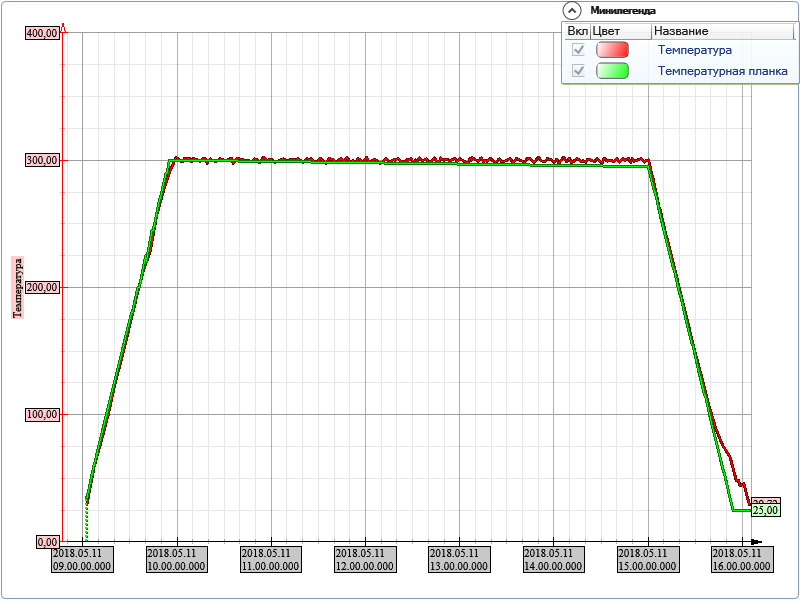 Минилегенда
Вкл Цвет Название
Температура
Температурная планка
400,00
300,00
200,00
100,00
0,00
Температура
25,00
2018.05.11 2018.05.11 2018.05.11 2018.05.11 2018.05.11 2018.05.11 2018.05.11 2018.05.11
09.00.00.000 10.00.00.000 11.00.00.000 12.00.00.000 13.00.00.000 14.00.00.000 15.00.00.000 16.00.00.000